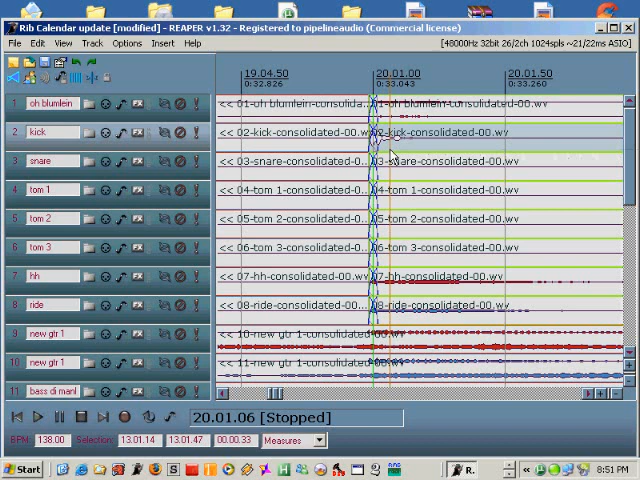 Rib Calendar update [modified] - REAPER v1.32 - Registered to pipelineaudio (Commercial license)
File Edit View Track Options Insert Help [48000Hz 32bit 26/2ch 1024spls ~21/22ms ASIO]
19.04.50 20.01.00 20.01.50
0:32.826 0:33.043 0:33.260
1 oh blumlein << 01-oh blumlein-consolida... 01-oh blumlein-consolidated-00.wv
2 kick << 02-kick-consolidated-00.wv 02-kick-consolidated-00.wv
3 snare << 03-snare-consolidated-0... 03-snare-consolidated-00.wv
4 tom 1 << 04-tom 1-consolidated-0... 04-tom 1-consolidated-00.wv
5 tom 2 << 05-tom 2-consolidated-0... 05-tom 2-consolidated-00.wv
6 tom 3 << 06-tom 3-consolidated-0... 06-tom 3-consolidated-00.wv
7 hh << 07-hh-consolidated-00.wv 07-hh-consolidated-00.wv
8 ride << 08-ride-consolidated-00... 08-ride-consolidated-00.wv
9 new gtr 1 << 10-new gtr 1-consolidated-00.wv
10 new gtr 1 << 11-new gtr 1-consolidated-00.wv
11 bass di manl
20.01.06 [Stopped]
BPM: 138.00 Selection: 13.01.14 13.01.47 00.00.33 Measures
Start R. 8:51 PM